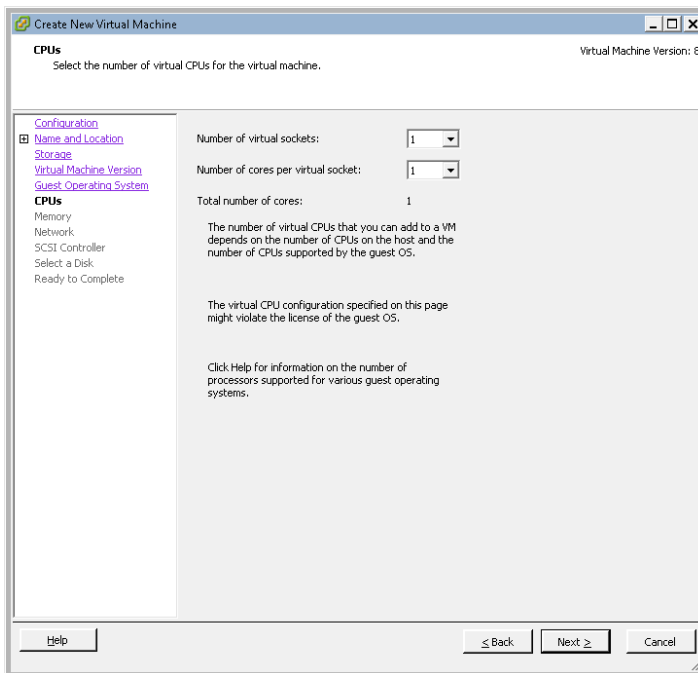 Create New Virtual Machine
CPUs
Virtual Machine Version: 8
Select the number of virtual CPUs for the virtual machine.
Configuration
Name and Location
Storage
Virtual Machine Version
Guest Operating System
CPUs
Memory
Network
SCSI Controller
Select a Disk
Ready to Complete
Number of virtual sockets: 1
Number of cores per virtual socket: 1
Total number of cores: 1
The number of virtual CPUs that you can add to a VM
depends on the number of CPUs on the host and the
number of CPUs supported by the guest OS.
The virtual CPU configuration specified on this page
might violate the license of the guest OS.
Click Help for information on the number of
processors supported for various guest operating
systems.
Help
< Back
Next >
Cancel